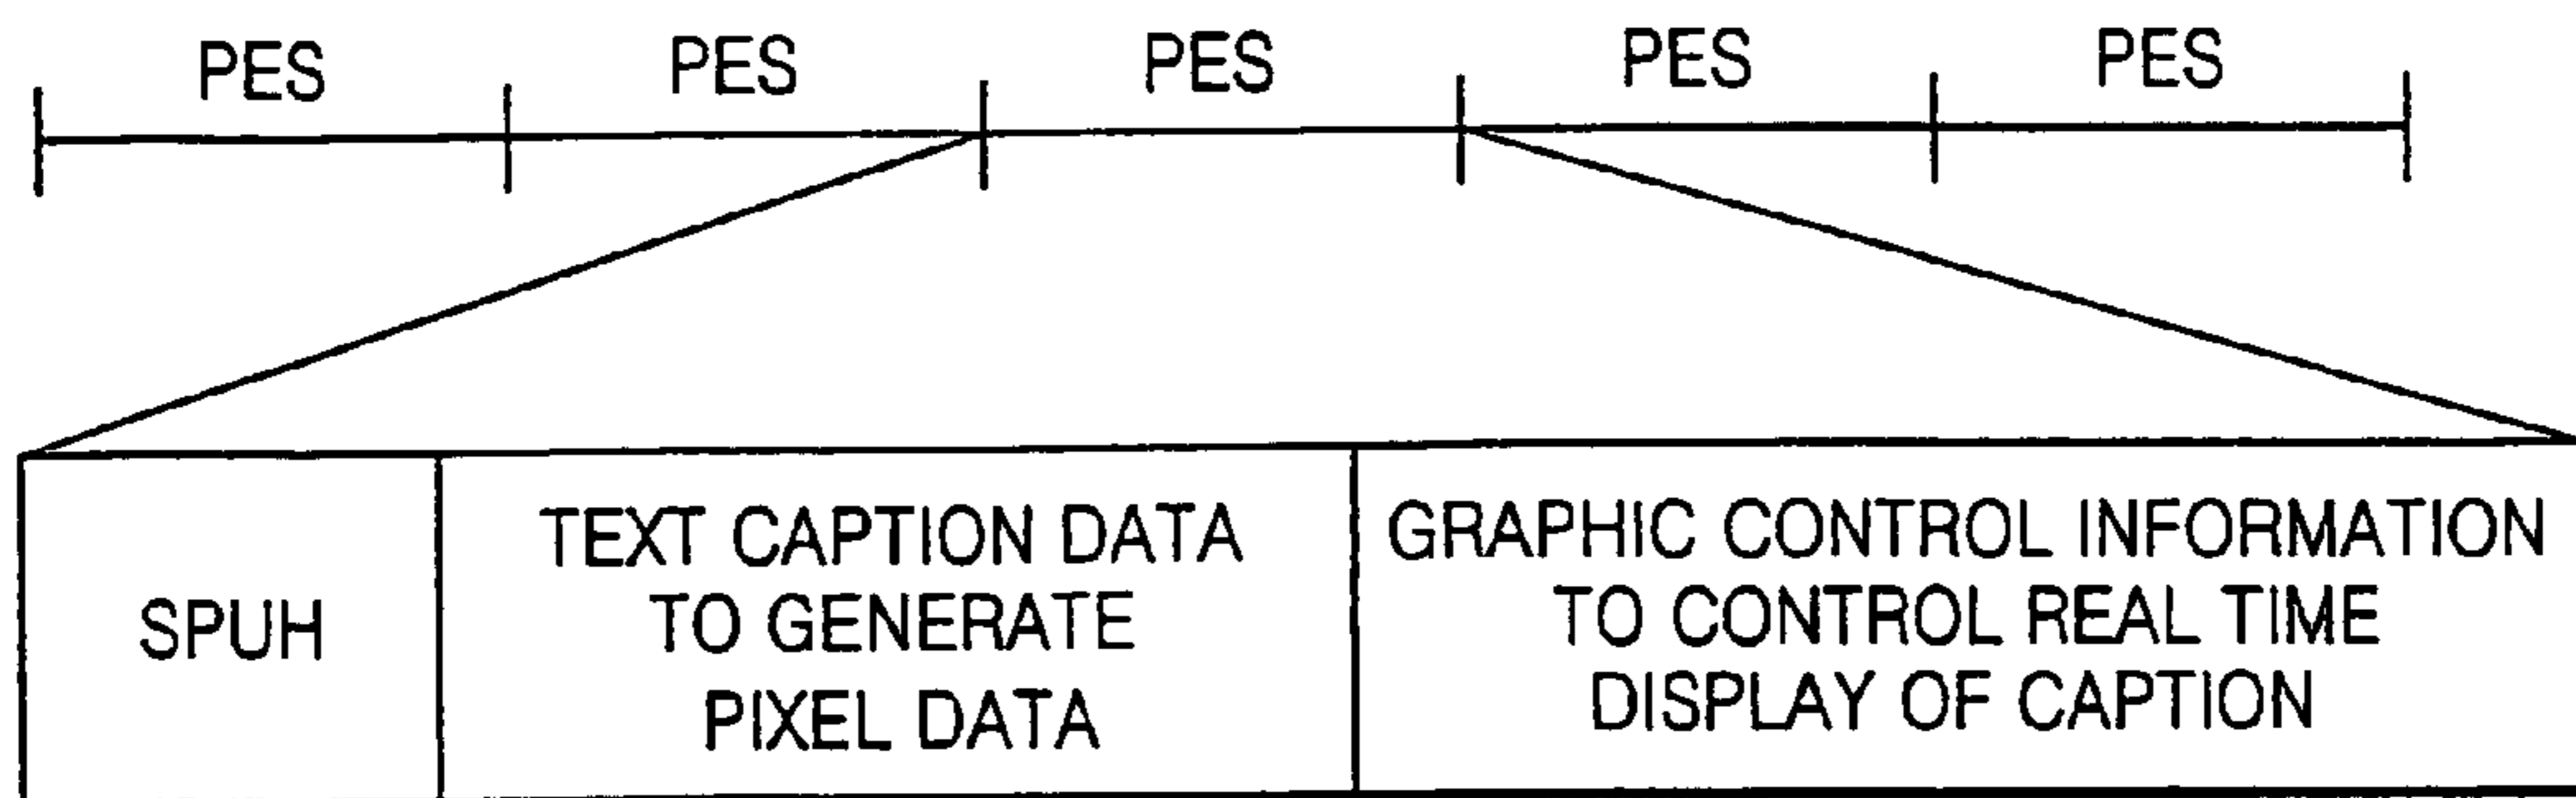 PES PES PES PES PES
SPUH
TEXT CAPTION DATA
TO GENERATE
PIXEL DATA
GRAPHIC CONTROL INFORMATION
TO CONTROL REAL TIME
DISPLAY OF CAPTION